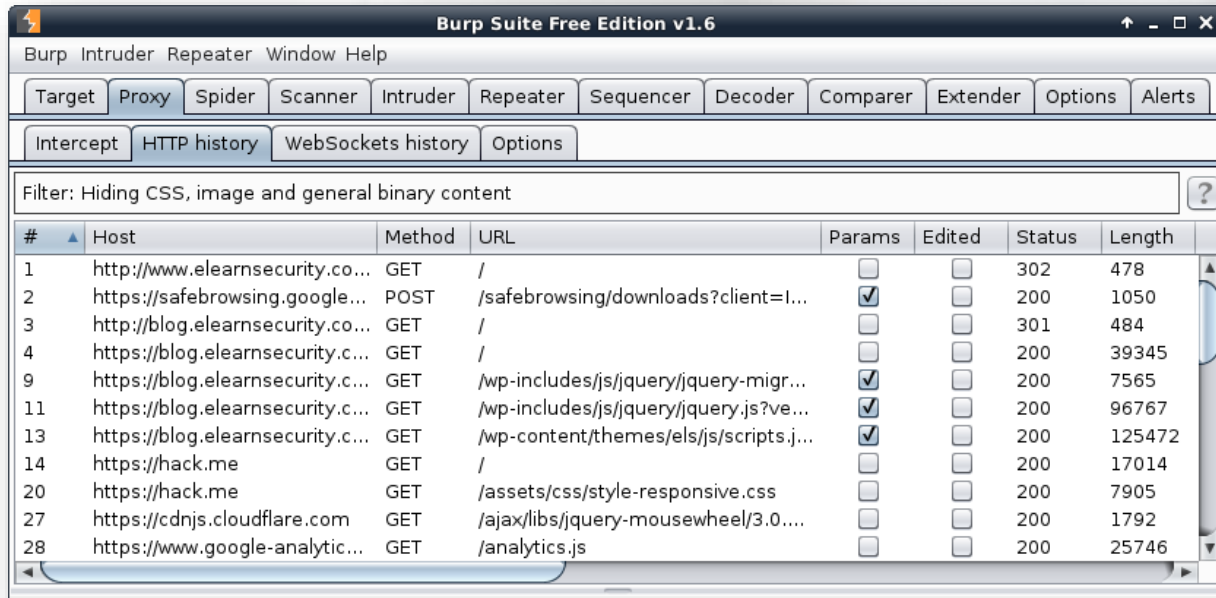 Burp Suite Free Edition v1.6
Burp Intruder Repeater Window Help
Target Proxy Spider Scanner Intruder Repeater Sequencer Decoder Comparer Extender Options Alerts
Intercept HTTP history WebSockets history Options
Filter: Hiding CSS, image and general binary content ?
# Host Method URL Params Edited Status Length
1 http://www.elearnsecurity.co... GET / 302 478
2 https://safebrowsing.google... POST /safebrowsing/downloads?client=I... 200 1050
3 http://blog.elearnsecurity.co... GET / 301 484
4 https://blog.elearnsecurity.c... GET / 200 39345
9 https://blog.elearnsecurity.c... GET /wp-includes/js/jquery/jquery-migr... 200 7565
11 https://blog.elearnsecurity.c... GET /wp-includes/js/jquery/jquery.js?ve... 200 96767
13 https://blog.elearnsecurity.c... GET /wp-content/themes/els/js/scripts.j... 200 125472
14 https://hack.me GET / 200 17014
20 https://hack.me GET /assets/css/style-responsive.css 200 7905
27 https://cdnjs.cloudflare.com GET /ajax/libs/jquery-mousewheel/3.0.... 200 1792
28 https://www.google-analytic... GET /analytics.js 200 25746